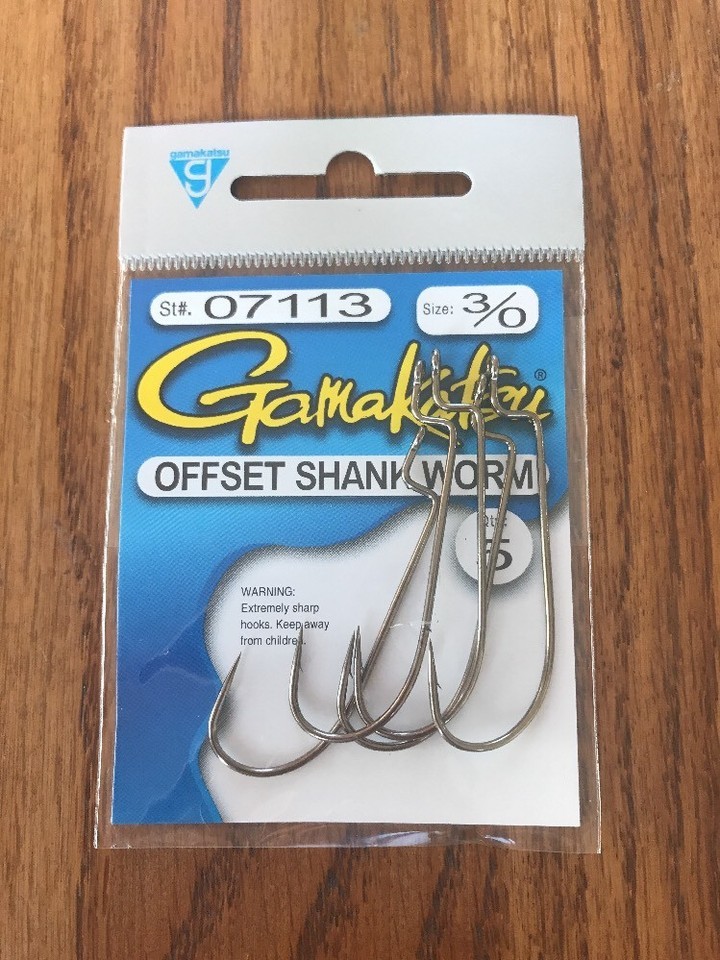 gamakatsu
St#. 07113
Size: 3/0
Gamakatsu®
OFFSET SHANK WORM
Qty.
5
WARNING:
Extremely sharp
hooks. Keep away
from children.